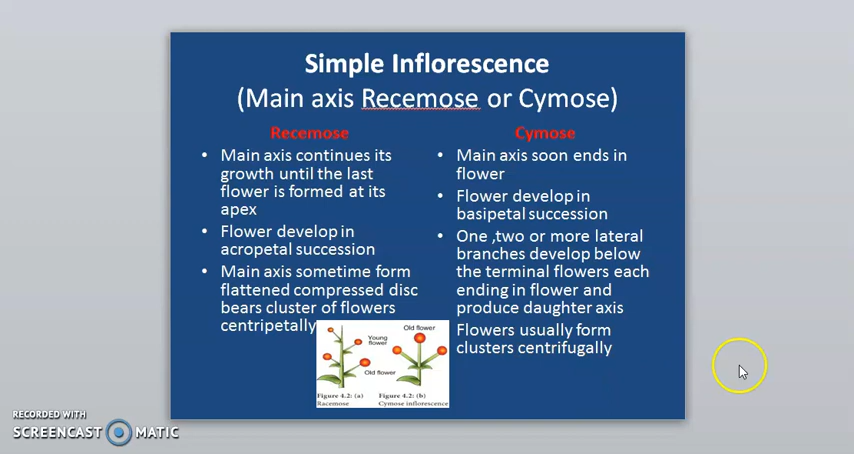 Simple Inflorescence
(Main axis Recemose or Cymose)
Recemose
• Main axis continues its
growth until the last
flower is formed at its
apex
• Flower develop in
acropetal succession
• Main axis sometime form
flattened compressed disc
bears cluster of flowers
centripetally
Cymose
• Main axis soon ends in
flower
• Flower develop in
basipetal succession
• One ,two or more lateral
branches develop below
the terminal flowers each
ending in flower and
produce daughter axis
Flowers usually form
clusters centrifugally
Young
flower
Old flower
Figure 4.2: (a)
Racemose
Old flower
Figure 4.2: (b)
Cymose inflorescence
RECORDED WITH
SCREENCAST MATIC